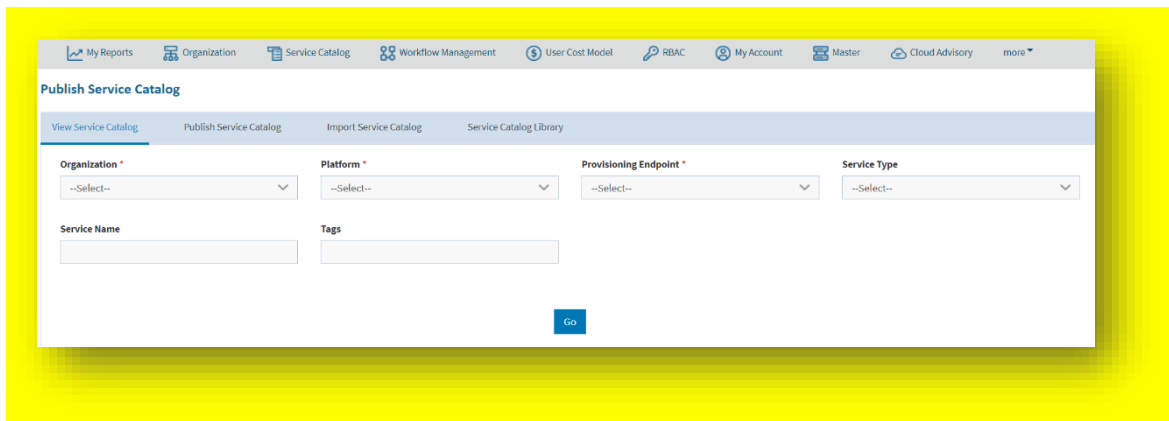 My Reports Organization Service Catalog Workflow Management User Cost Model RBAC My Account Master Cloud Advisory more
Publish Service Catalog
View Service Catalog Publish Service Catalog Import Service Catalog Service Catalog Library
Organization * Platform * Provisioning Endpoint * Service Type
--Select-- --Select-- --Select-- --Select--
Service Name Tags
Go